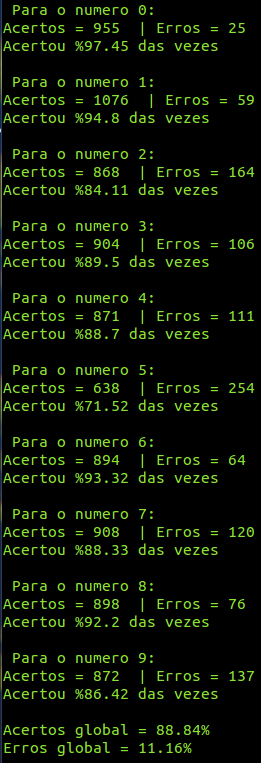 Para o numero 0:
Acertos = 955  | Erros = 25
Acertou %97.45 das vezes
Para o numero 1:
Acertos = 1076  | Erros = 59
Acertou %94.8 das vezes
Para o numero 2:
Acertos = 868  | Erros = 164
Acertou %84.11 das vezes
Para o numero 3:
Acertos = 904  | Erros = 106
Acertou %89.5 das vezes
Para o numero 4:
Acertos = 871  | Erros = 111
Acertou %88.7 das vezes
Para o numero 5:
Acertos = 638  | Erros = 254
Acertou %71.52 das vezes
Para o numero 6:
Acertos = 894  | Erros = 64
Acertou %93.32 das vezes
Para o numero 7:
Acertos = 908  | Erros = 120
Acertou %88.33 das vezes
Para o numero 8:
Acertos = 898  | Erros = 76
Acertou %92.2 das vezes
Para o numero 9:
Acertos = 872  | Erros = 137
Acertou %86.42 das vezes
Acertos global = 88.84%
Erros global = 11.16%